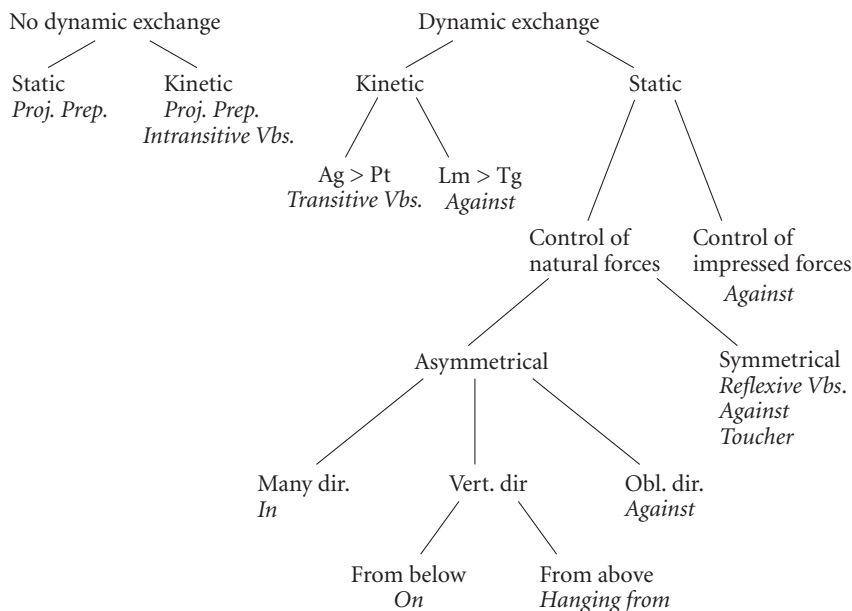 No dynamic exchange
Dynamic exchange
Static
Proj. Prep.
Kinetic
Proj. Prep.
Intransitive Vbs.
Kinetic
Static
Ag > Pt
Transitive Vbs.
Lm > Tg
Against
Control of
natural forces
Control of
impressed forces
Against
Asymmetrical
Symmetrical
Reflexive Vbs.
Against
Toucher
Many dir.
In
Vert. dir
Obl. dir.
Against
From below
On
From above
Hanging from